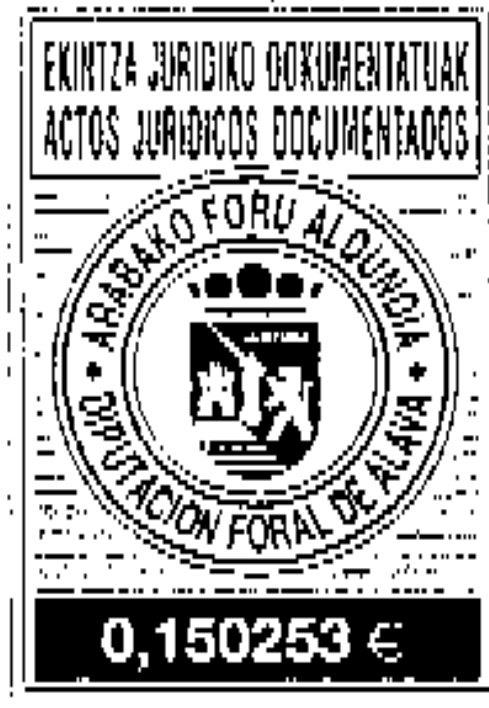 EKINTZA JURIDIKO DOKUMENTATUAK
ACTOS JURIDICOS DOCUMENTADOS
ARABAKO FORU ALDUNDIA
DIPUTACION FORAL DE ALAVA
0,150253 €